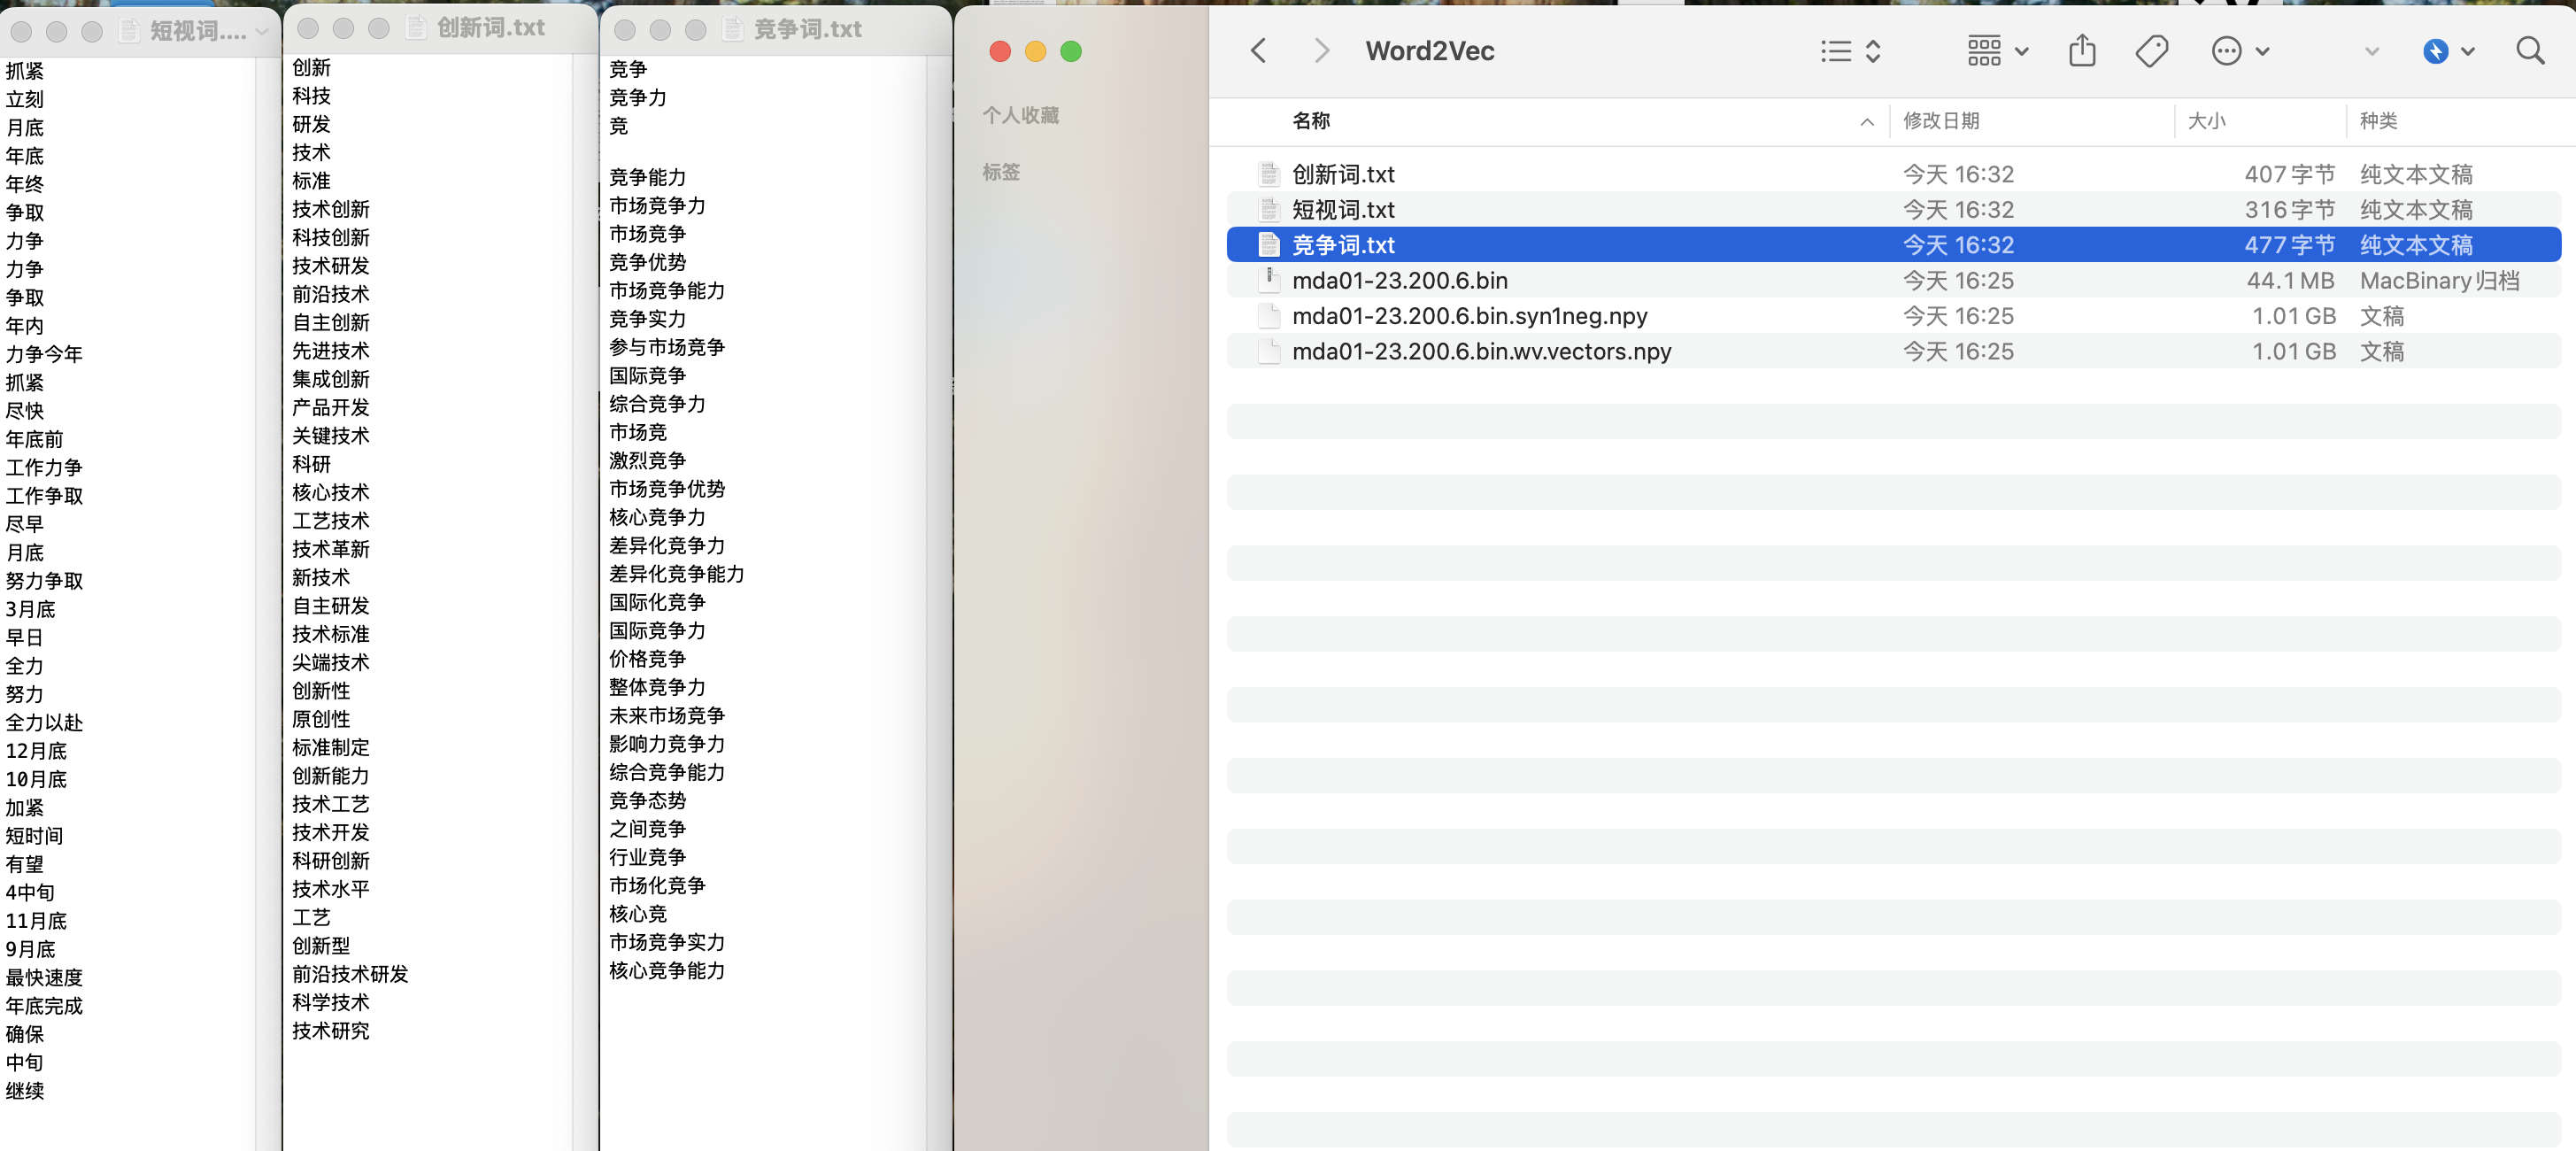 短视词....
抓紧
立刻
月底
年底
年终
争取
力争
力争
争取
年内
力争今年
抓紧
尽快
年底前
工作力争
工作争取
尽早
月底
努力争取
3月底
早日
全力
努力
全力以赴
12月底
10月底
加紧
短时间
有望
4中旬
11月底
9月底
最快速度
年底完成
确保
中旬
继续
创新词.txt
创新
科技
研发
技术
标准
技术创新
科技创新
技术研发
前沿技术
自主创新
先进技术
集成创新
产品开发
关键技术
科研
核心技术
工艺技术
技术革新
新技术
自主研发
技术标准
尖端技术
创新性
原创性
标准制定
创新能力
技术工艺
技术开发
科研创新
技术水平
工艺
创新型
前沿技术研发
科学技术
技术研究
竞争词.txt
竞争
竞争力
竞
竞争能力
市场竞争力
市场竞争
竞争优势
市场竞争能力
竞争实力
参与市场竞争
国际竞争
综合竞争力
市场竞
激烈竞争
市场竞争优势
核心竞争力
差异化竞争力
差异化竞争能力
国际化竞争
国际竞争力
价格竞争
整体竞争力
未来市场竞争
影响力竞争力
综合竞争能力
竞争态势
之间竞争
行业竞争
市场化竞争
核心竞
市场竞争实力
核心竞争能力
个人收藏
标签
Word2Vec
名称 修改日期 大小 种类
创新词.txt 今天 16:32 407字节 纯文本文稿
短视词.txt 今天 16:32 316字节 纯文本文稿
竞争词.txt 今天 16:32 477字节 纯文本文稿
mda01-23.200.6.bin 今天 16:25 44.1 MB MacBinary归档
mda01-23.200.6.bin.syn1neg.npy 今天 16:25 1.01 GB 文稿
mda01-23.200.6.bin.wv.vectors.npy 今天 16:25 1.01 GB 文稿